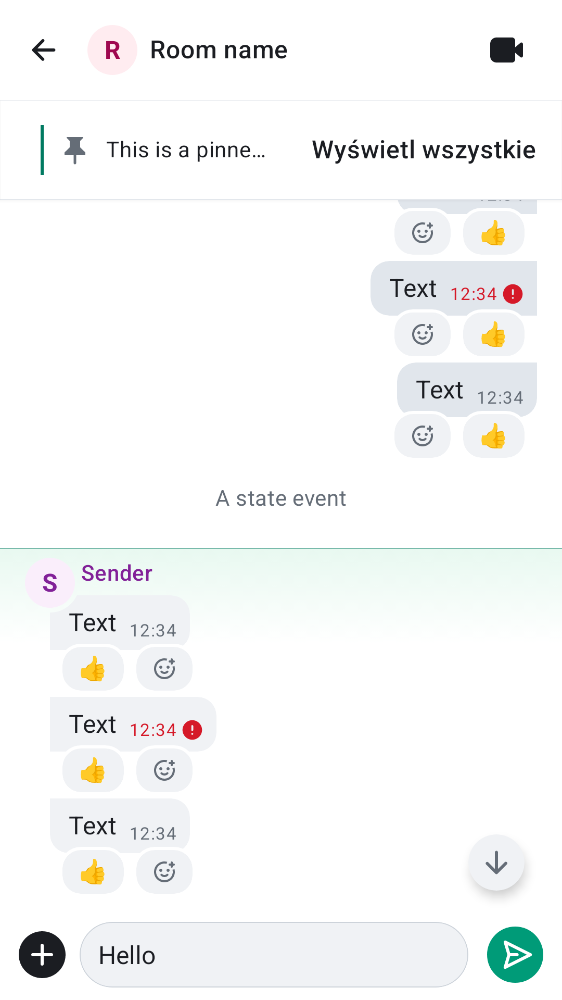 R Room name
This is a pinne… Wyświetl wszystkie
👍
Text 12:34
👍
Text 12:34
👍
A state event
S Sender
Text 12:34
👍
Text 12:34
👍
Text 12:34
👍
Hello